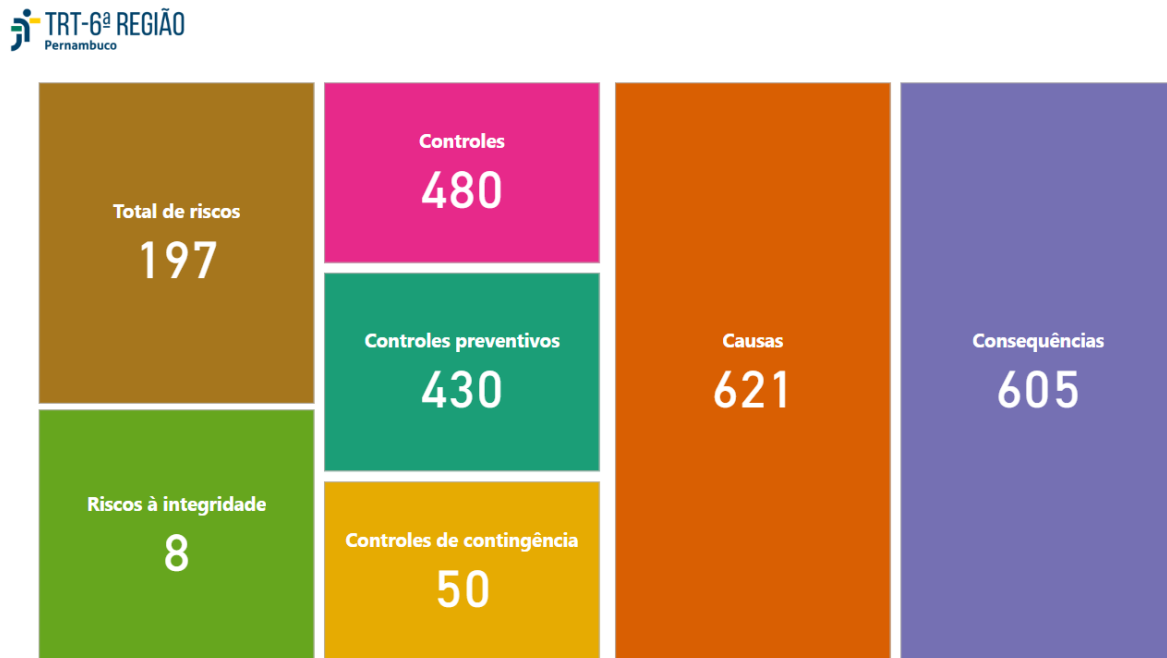 TRT-6ª REGIÃO
Pernambuco
Total de riscos
197
Riscos à integridade
8
Controles
480
Controles preventivos
430
Controles de contingência
50
Causas
621
Consequências
605